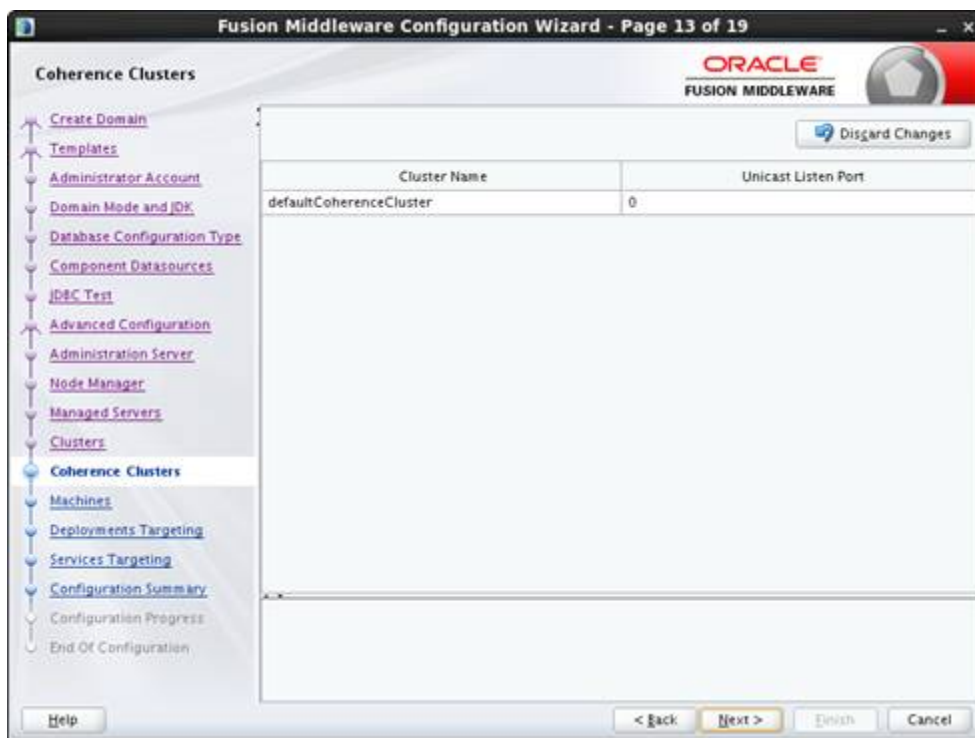 Fusion Middleware Configuration Wizard - Page 13 of 19
Coherence Clusters
ORACLE
FUSION MIDDLEWARE
Create Domain
Templates
Administrator Account
Domain Mode and JDK
Database Configuration Type
Component Datasources
JDBC Test
Advanced Configuration
Administration Server
Node Manager
Managed Servers
Clusters
Coherence Clusters
Machines
Deployments Targeting
Services Targeting
Configuration Summary
Configuration Progress
End Of Configuration
Discard Changes
Cluster Name Unicast Listen Port
defaultCoherenceCluster 0
Help < Back Next > Finish Cancel